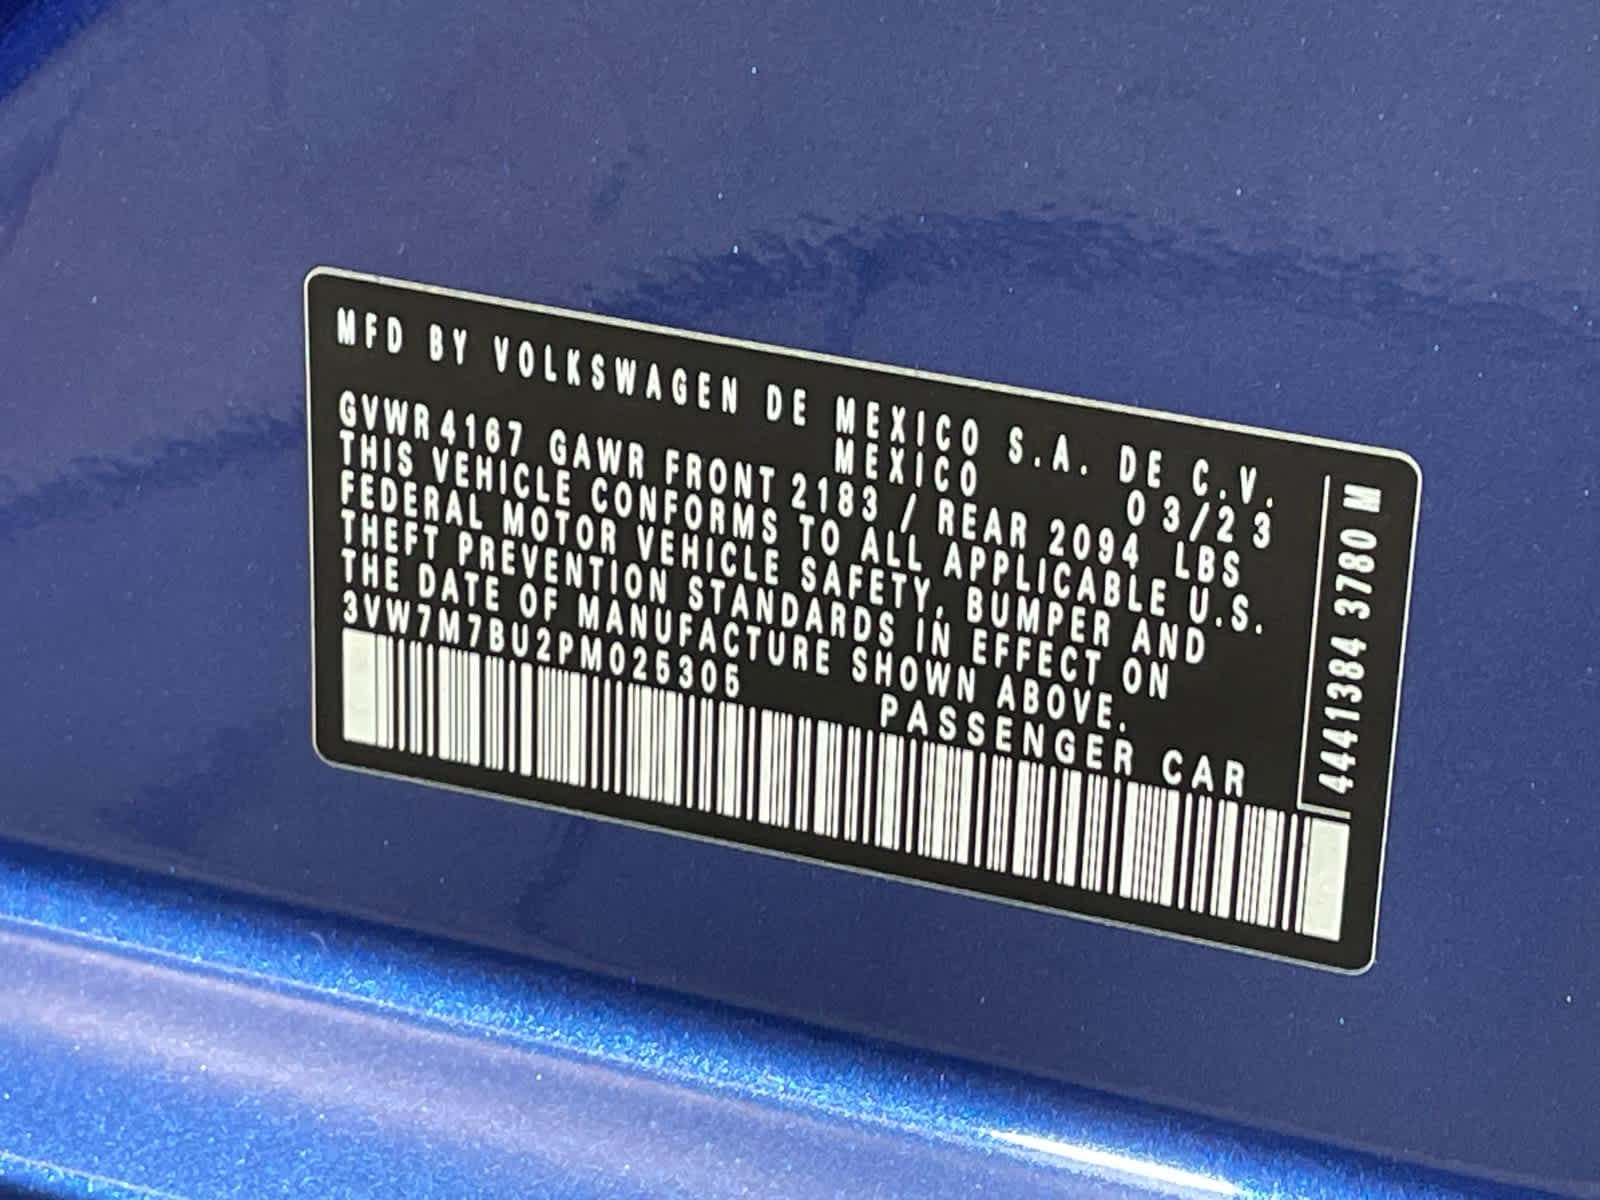 MFD BY VOLKSWAGEN DE MEXICO S.A. DE C.V.
MEXICO 03/23
GVWR 4167 GAWR FRONT 2183 / REAR 2094 LBS
THIS VEHICLE CONFORMS TO ALL APPLICABLE U.S.
FEDERAL MOTOR VEHICLE SAFETY, BUMPER AND
THEFT PREVENTION STANDARDS IN EFFECT ON
THE DATE OF MANUFACTURE SHOWN ABOVE.
3VW7M7BU2PM025305 PASSENGER CAR
4441384 3780 M